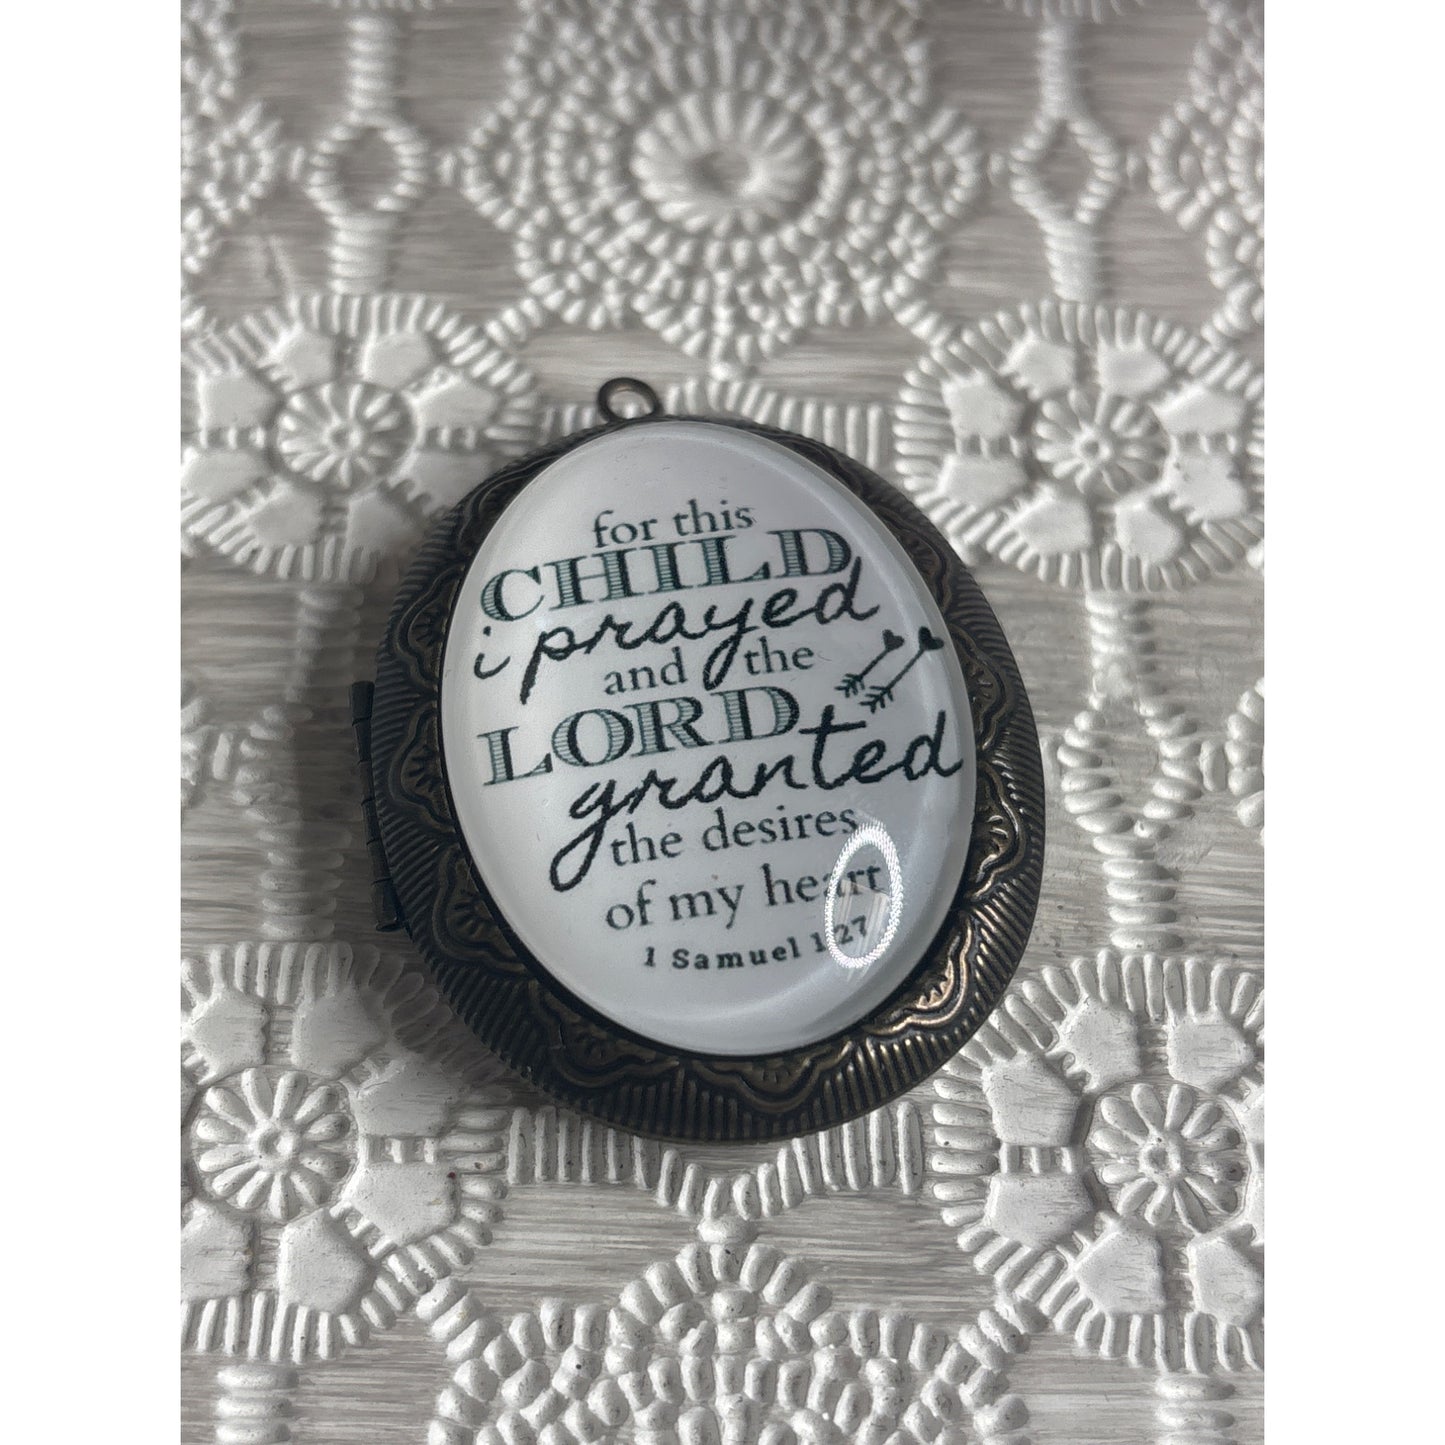 for this
CHILD
i prayed
and the
LORD
granted
the desires
of my heart
1 Samuel 1:27